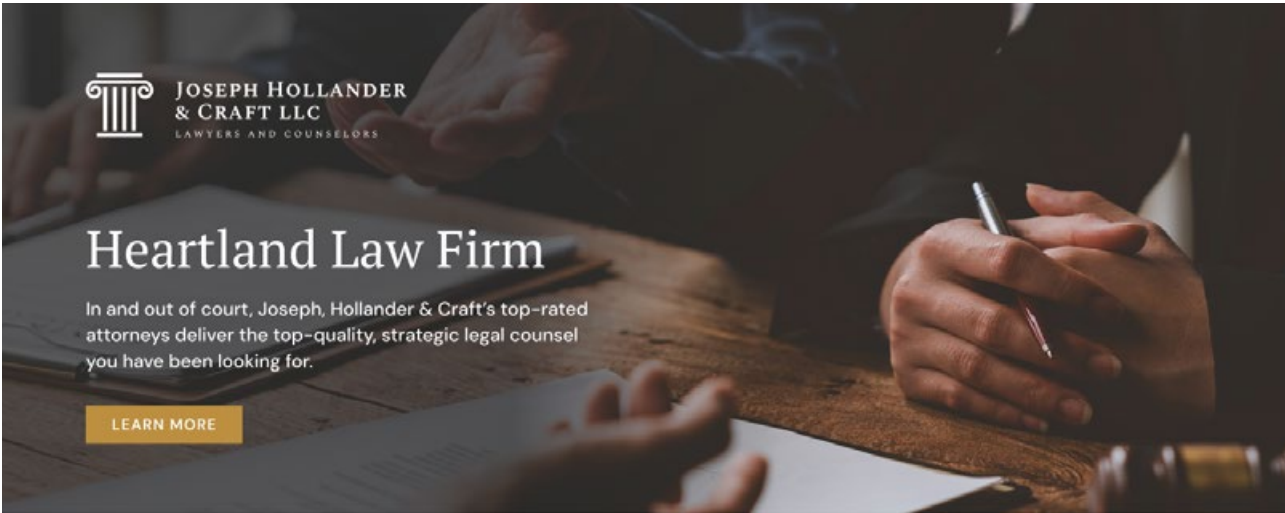 JOSEPH HOLLANDER
& CRAFT LLC
LAWYERS AND COUNSELORS
Heartland Law Firm
In and out of court, Joseph, Hollander & Craft's top-rated
attorneys deliver the top-quality, strategic legal counsel
you have been looking for.
LEARN MORE